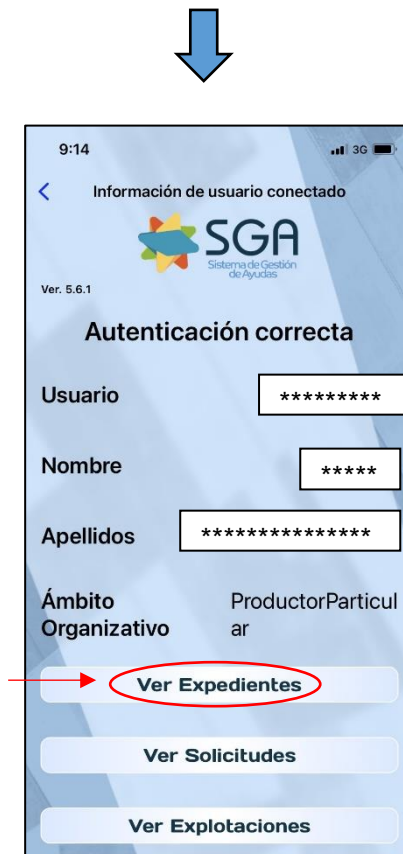 9:14
3G
Información de usuario conectado
SGA
Sistema de Gestión
de Ayudas
Ver. 5.6.1
Autenticación correcta
Usuario
*********
Nombre
*****
Apellidos
***************
Ámbito
Organizativo
ProductorParticul
ar
Ver Expedientes
Ver Solicitudes
Ver Explotaciones